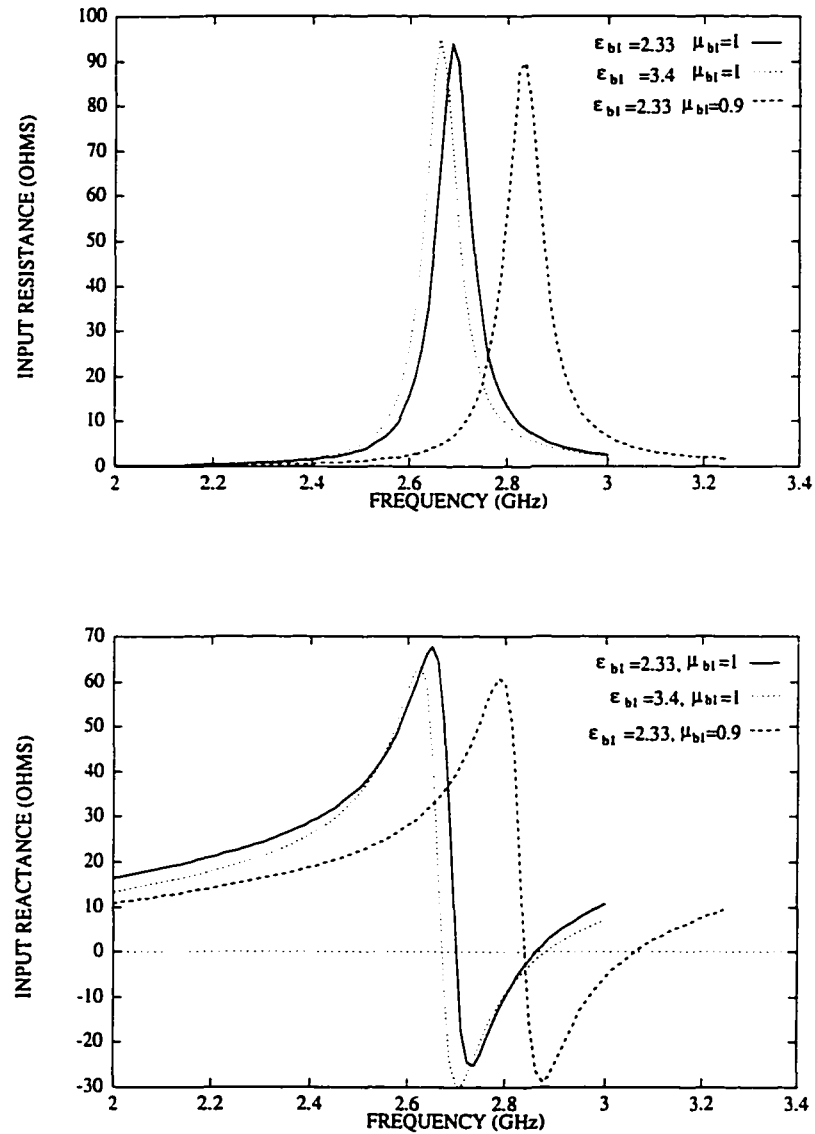 INPUT RESISTANCE (OHMS)
100
90
80
70
60
50
40
30
20
10
0
ε bl =2.33 μ bl=1
ε bl =3.4 μ bl=1
ε bl =2.33 μ bl=0.9
2 2.2 2.4 2.6 2.8 3 3.2 3.4
FREQUENCY (GHz)
INPUT REACTANCE (OHMS)
70
60
50
40
30
20
10
0
-10
-20
-30
ε bl =2.33, μ bl=1
ε bl =3.4, μ bl=1
ε bl =2.33, μ bl=0.9
2 2.2 2.4 2.6 2.8 3 3.2 3.4
FREQUENCY (GHz)